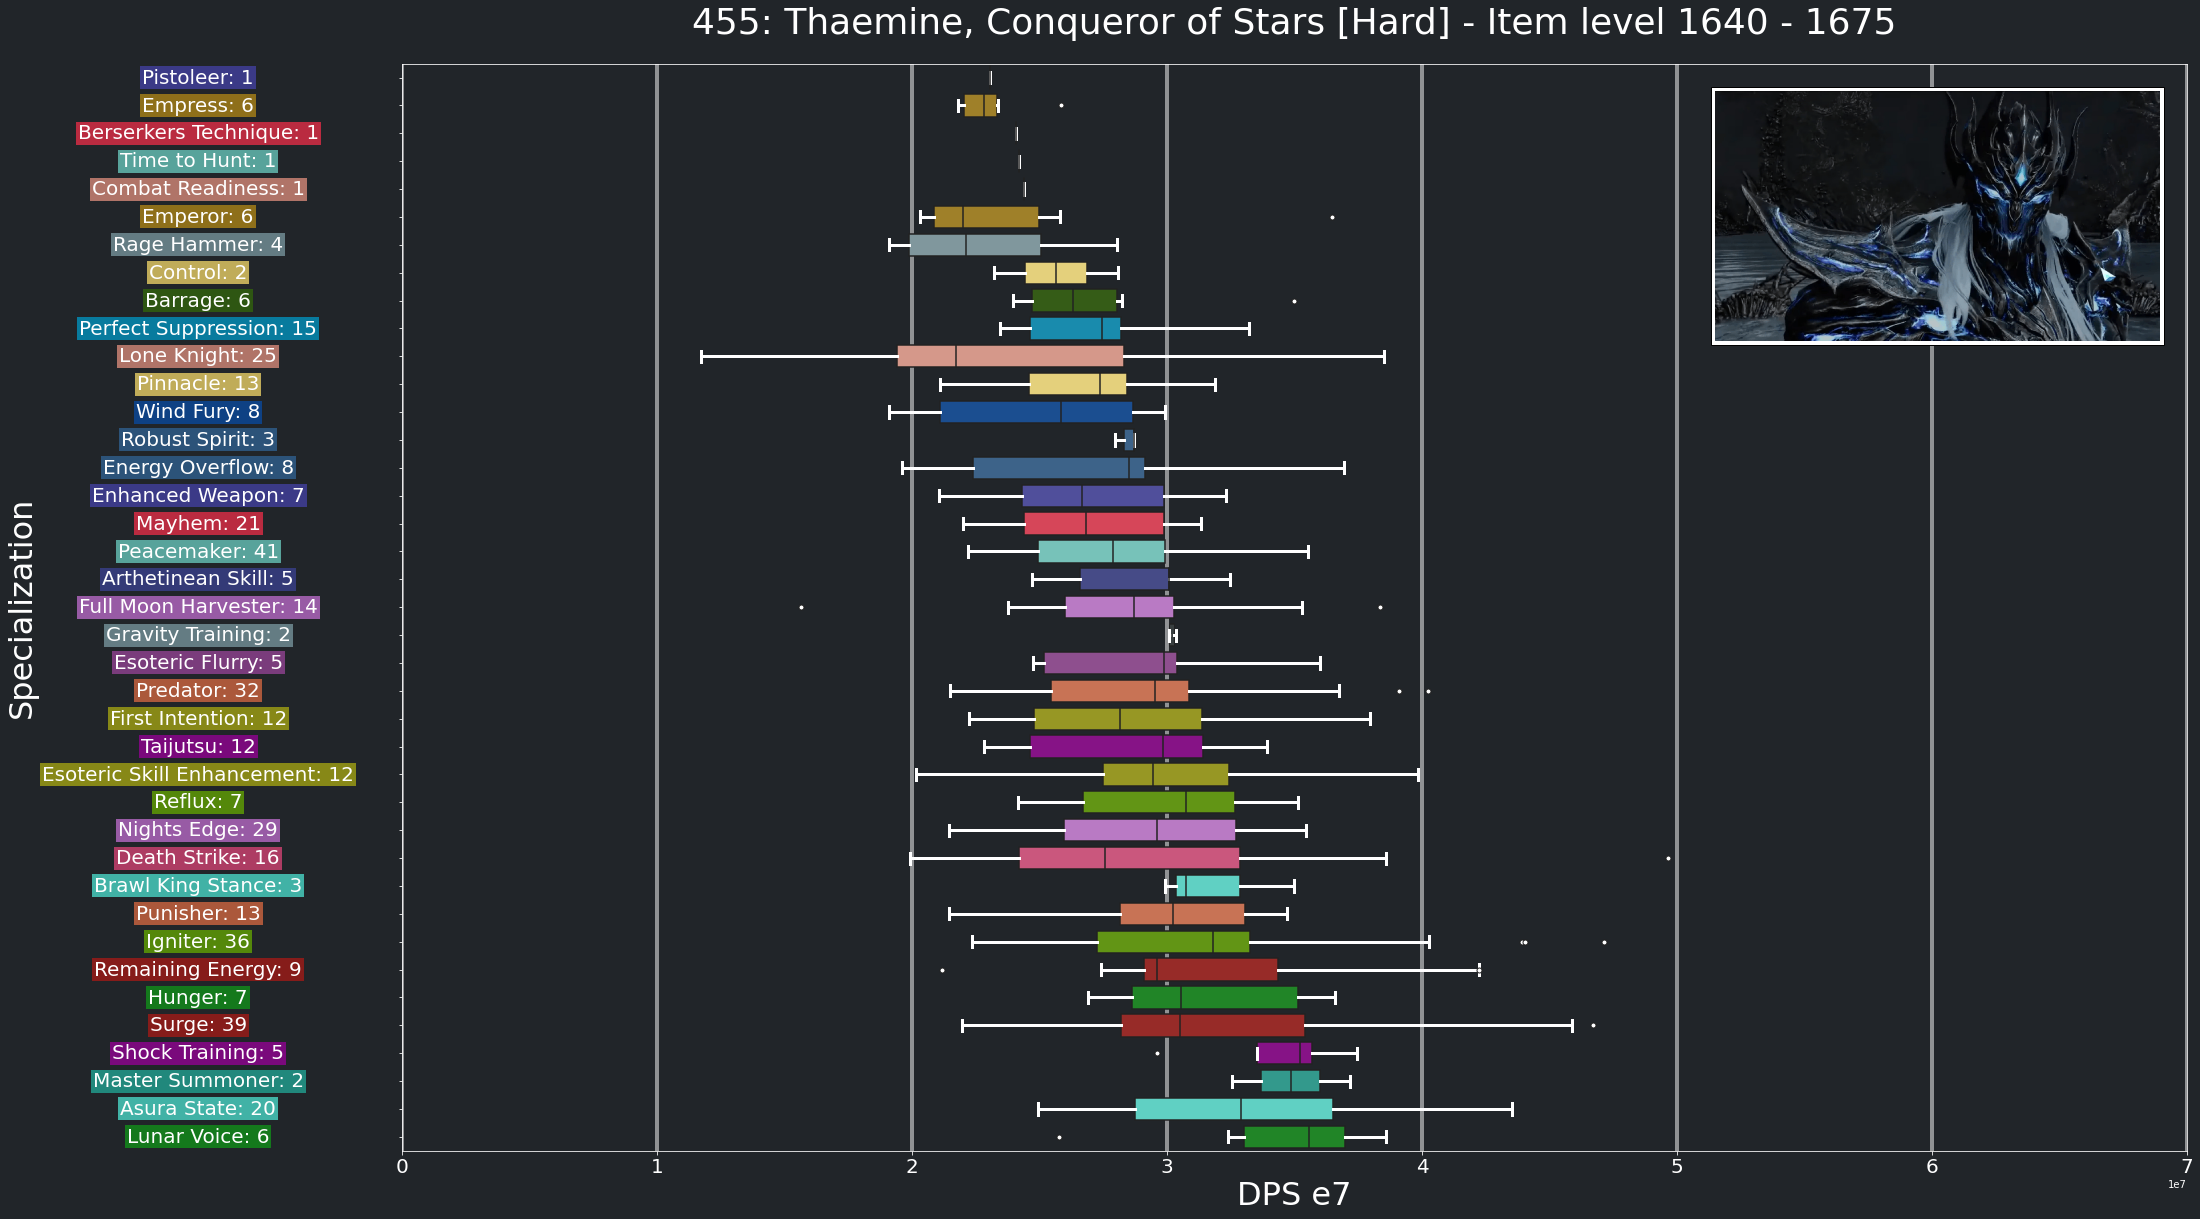 455: Thaemine, Conqueror of Stars [Hard] - Item level 1640 - 1675
Specialization
Pistoleer: 1
Empress: 6
Berserkers Technique: 1
Time to Hunt: 1
Combat Readiness: 1
Emperor: 6
Rage Hammer: 4
Control: 2
Barrage: 6
Perfect Suppression: 15
Lone Knight: 25
Pinnacle: 13
Wind Fury: 8
Robust Spirit: 3
Energy Overflow: 8
Enhanced Weapon: 7
Mayhem: 21
Peacemaker: 41
Arthetinean Skill: 5
Full Moon Harvester: 14
Gravity Training: 2
Esoteric Flurry: 5
Predator: 32
First Intention: 12
Taijutsu: 12
Esoteric Skill Enhancement: 12
Reflux: 7
Nights Edge: 29
Death Strike: 16
Brawl King Stance: 3
Punisher: 13
Igniter: 36
Remaining Energy: 9
Hunger: 7
Surge: 39
Shock Training: 5
Master Summoner: 2
Asura State: 20
Lunar Voice: 6
0 1 2 3 4 5 6 7
1e7
DPS e7